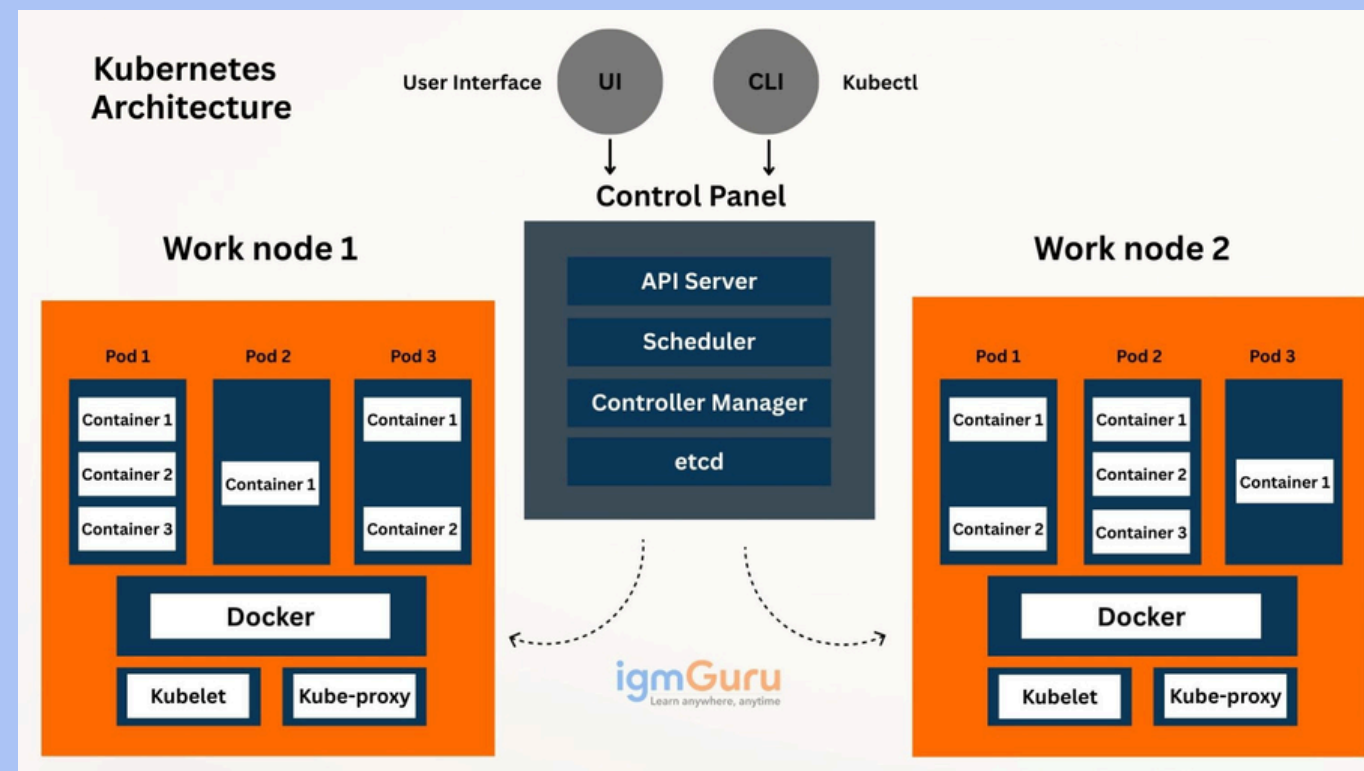 Kubernetes
Architecture
User Interface
UI
CLI
Kubectl
Control Panel
API Server
Scheduler
Controller Manager
etcd
Work node 1
Pod 1
Container 1
Container 2
Container 3
Pod 2
Container 1
Pod 3
Container 1
Container 2
Docker
Kubelet
Kube-proxy
Work node 2
Pod 1
Container 1
Container 2
Pod 2
Container 1
Container 2
Container 3
Pod 3
Container 1
Docker
Kubelet
Kube-proxy
igmGuru
Learn anywhere, anytime